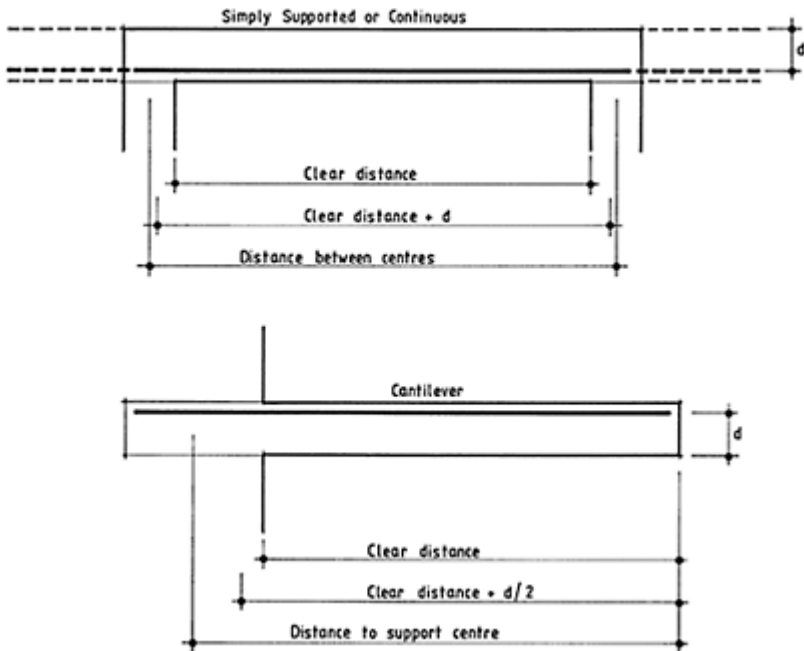 Simply Supported or Continuous
d
Clear distance
Clear distance + d
Distance between centres
Cantilever
d
Clear distance
Clear distance + d/2
Distance to support centre